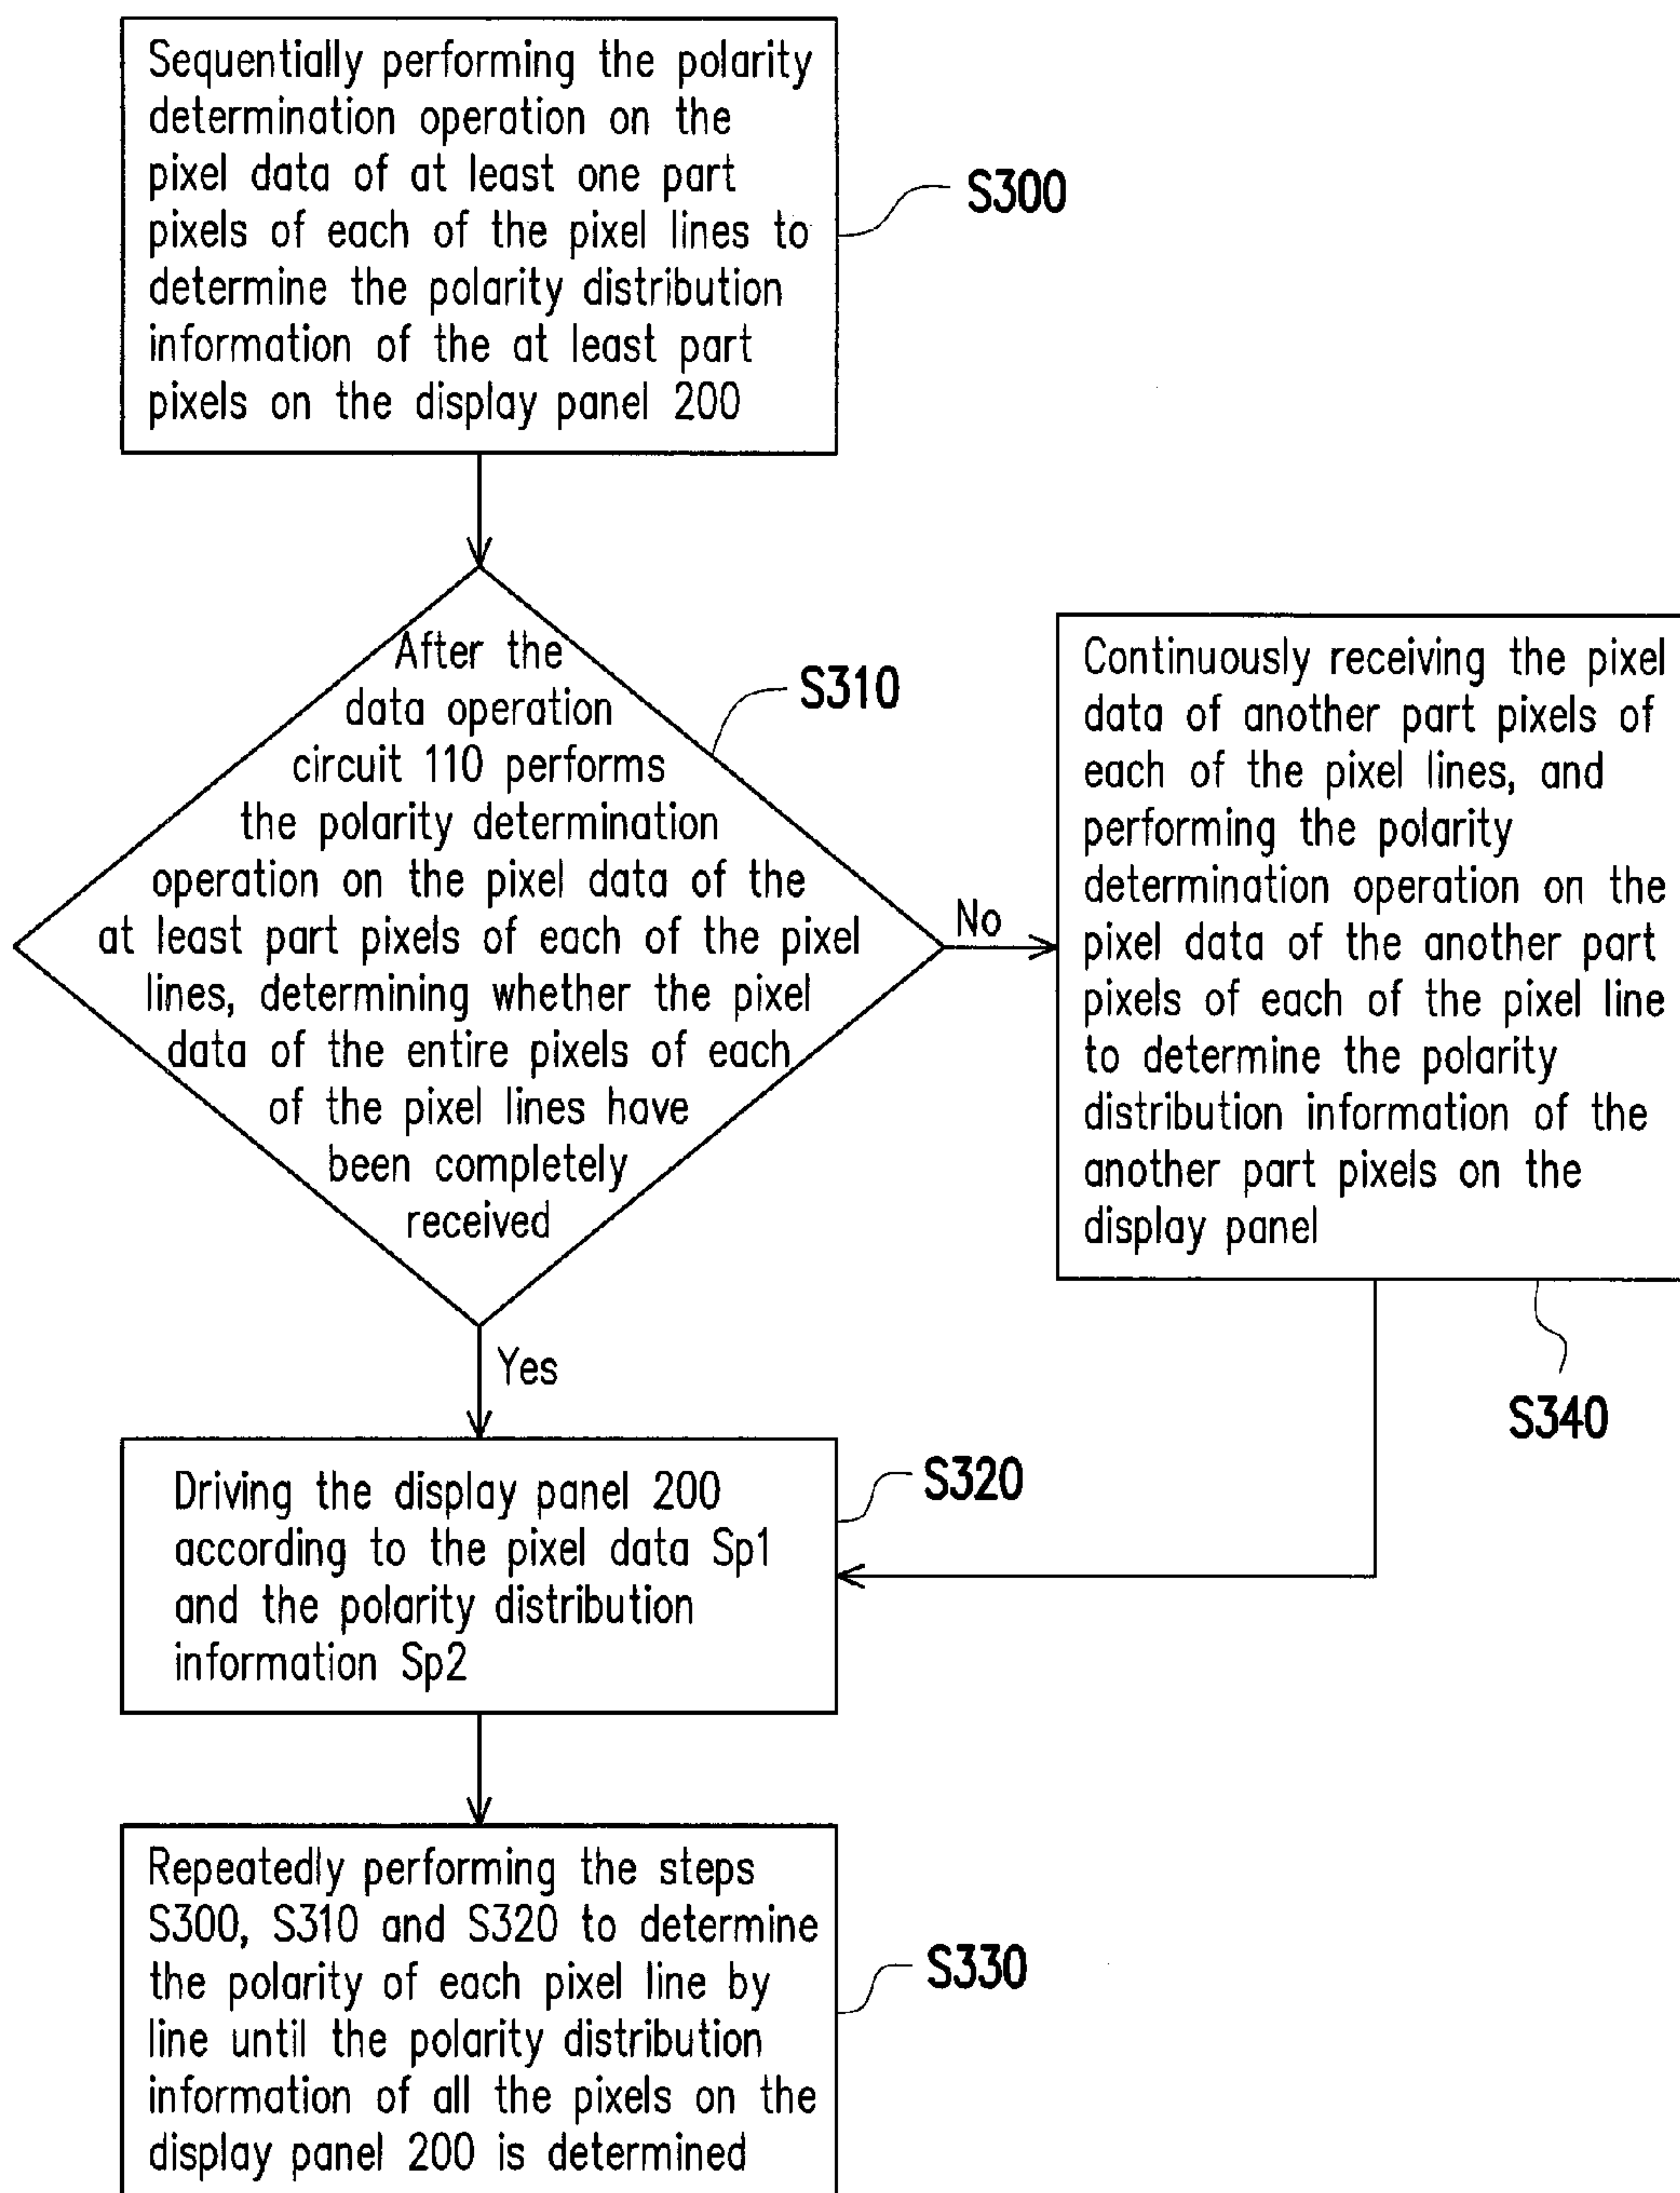 Sequentially performing the polarity
determination operation on the
pixel data of at least one part
pixels of each of the pixel lines to
determine the polarity distribution
information of the at least part
pixels on the display panel 200
S300
After the
data operation
circuit 110 performs
the polarity determination
operation on the pixel data of the
at least part pixels of each of the pixel
lines, determining whether the pixel
data of the entire pixels of each
of the pixel lines have
been completely
received
S310
No
Continuously receiving the pixel
data of another part pixels of
each of the pixel lines, and
performing the polarity
determination operation on the
pixel data of the another part
pixels of each of the pixel line
to determine the polarity
distribution information of the
another part pixels on the
display panel
S340
Yes
Driving the display panel 200
according to the pixel data Sp1
and the polarity distribution
information Sp2
S320
Repeatedly performing the steps
S300, S310 and S320 to determine
the polarity of each pixel line by
line until the polarity distribution
information of all the pixels on the
display panel 200 is determined
S330